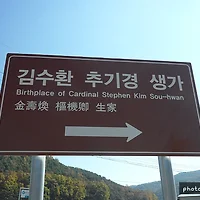 김수환 추기경 생가
Birthplace of Cardinal Stephen Kim Sou-hwan
金壽煥 樞機卿 生家
photo